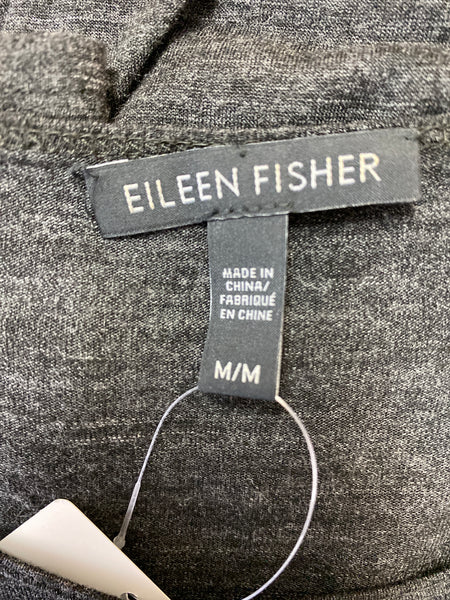 EILEEN FISHER
MADE IN
CHINA/
FABRIQUÉ
EN CHINE
M/M